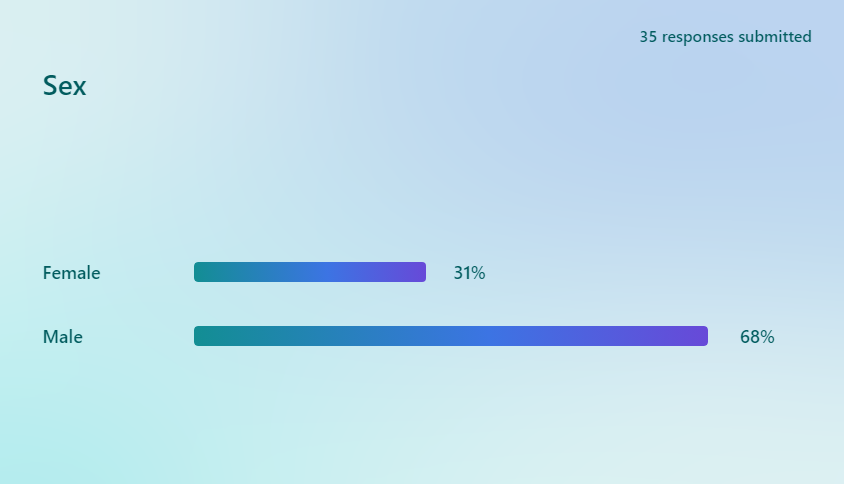 35 responses submitted
Sex
Female 31%
Male 68%